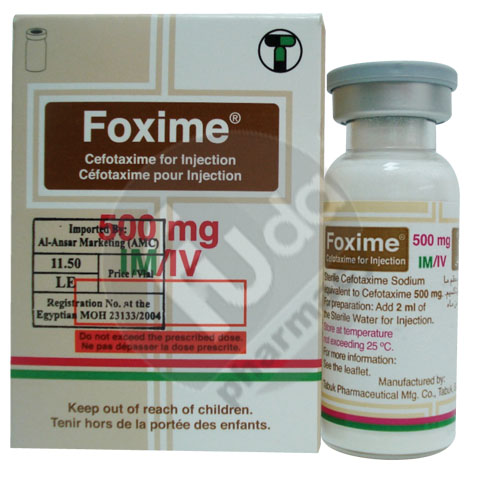 Foxime®
Cefotaxime for Injection
Céfotaxime pour Injection
500 mg
IM/IV
Imported By:
Al-Ansar Marketing (AMC)
11.50
Price / Vial
LE
Registration No. at the
Egyptian MOH 23133/2004
Do not exceed the prescribed dose.
Ne pas dépasser la dose prescrite.
Keep out of reach of children.
Tenir hors de la portée des enfants.
Foxime®
500 mg
Cefotaxime for Injection
IM/IV
Sterile Cefotaxime Sodium
equivalent to Cefotaxime 500 mg.
For preparation: Add 2 ml of
the Sterile Water for Injection.
Store at temperature
not exceeding 25 °C.
For more information:
See the leaflet.
Manufactured by:
Tabuk Pharmaceutical Mfg. Co., Tabuk,
pharma